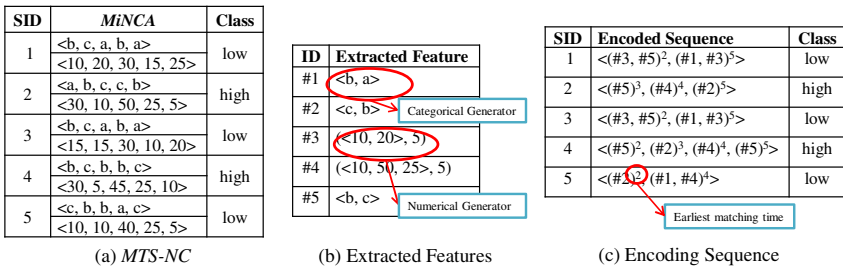 SID MiNCA Class
1 <b, c, a, b, a> low
<10, 20, 30, 15, 25>
2 <a, b, c, c, b> high
<30, 10, 50, 25, 5>
3 <b, c, a, b, a> low
<15, 15, 30, 10, 20>
4 <b, c, b, b, c> high
<30, 5, 45, 25, 10>
5 <c, b, b, a, c> low
<10, 10, 40, 25, 5>
(a) MTS-NC
ID Extracted Feature
#1 <b, a>
#2 <c, b>
Categorical Generator
#3 (<10, 20>, 5)
#4 (<10, 50, 25>, 5)
#5 <b, c>
Numerical Generator
(b) Extracted Features
SID Encoded Sequence Class
1 <(#3, #5)², (#1, #3)⁵> low
2 <(#5)³, (#4)⁴, (#2)⁵> high
3 <(#3, #5)², (#1, #3)⁵> low
4 <(#5)², (#2)³, (#4)⁴, (#5)⁵> high
5 <(#2)², (#1, #4)⁴> low
Earliest matching time
(c) Encoding Sequence